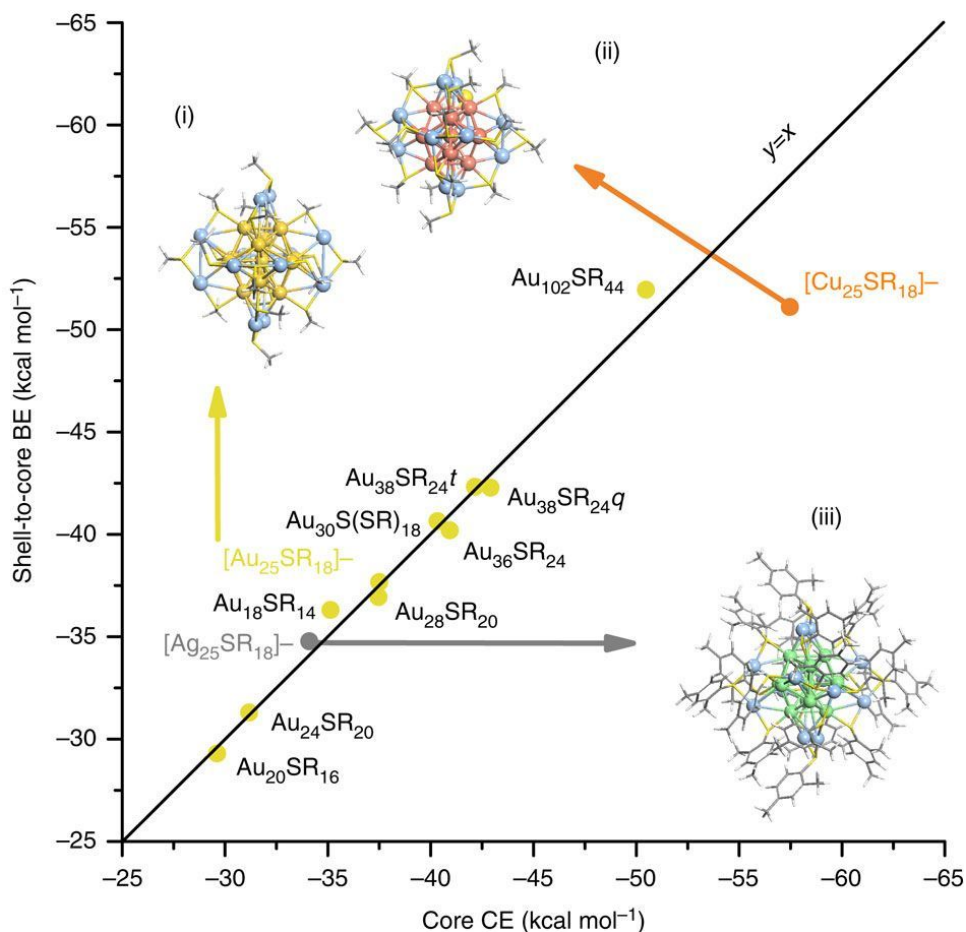 –65
–60
–55
–50
–45
–40
–35
–30
–25
Shell-to-core BE (kcal mol⁻¹)
(i)
(ii)
y=x
Au₁₀₂SR₄₄
[Cu₂₅SR₁₈]–
Au₃₈SR₂₄t
Au₃₈SR₂₄q
Au₃₀S(SR)₁₈
Au₃₆SR₂₄
(iii)
[Au₂₅SR₁₈]–
Au₁₈SR₁₄
Au₂₈SR₂₀
[Ag₂₅SR₁₈]–
Au₂₄SR₂₀
Au₂₀SR₁₆
–25 –30 –35 –40 –45 –50 –55 –60 –65
Core CE (kcal mol⁻¹)